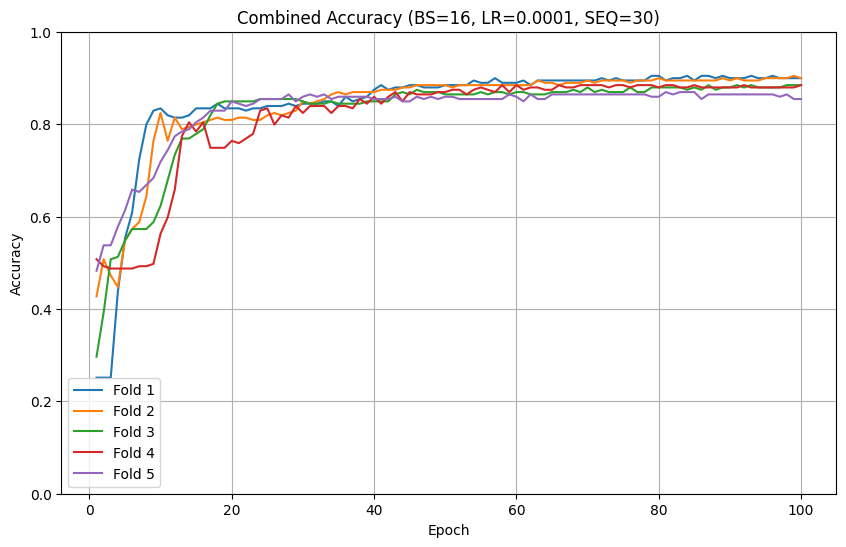 Combined Accuracy (BS=16, LR=0.0001, SEQ=30)
Accuracy
1.0
0.8
0.6
0.4
0.2
0.0
Fold 1
Fold 2
Fold 3
Fold 4
Fold 5
0 20 40 60 80 100
Epoch